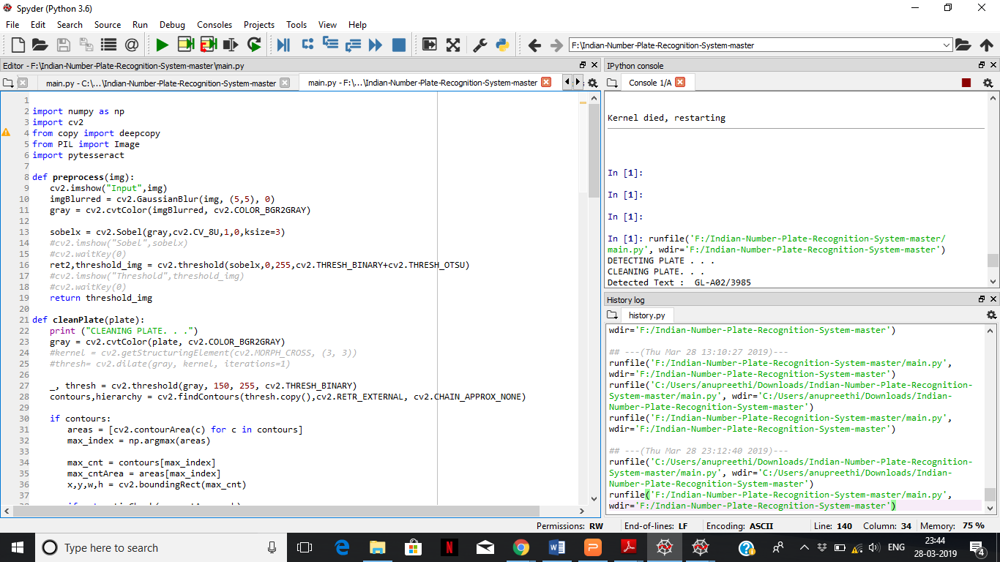 Spyder (Python 3.6)
File Edit Search Source Run Debug Consoles Projects Tools View Help
F:\Indian-Number-Plate-Recognition-System-master
Editor - F:\Indian-Number-Plate-Recognition-System-master\main.py
main.py - C:\...\Indian-Number-Plate-Recognition-System-master
main.py - F:\...\Indian-Number-Plate-Recognition-System-master
1
2 import numpy as np
3 import cv2
4 from copy import deepcopy
5 from PIL import Image
6 import pytesseract
7
8 def preprocess(img):
9 cv2.imshow("Input",img)
10 imgBlurred = cv2.GaussianBlur(img, (5,5), 0)
11 gray = cv2.cvtColor(imgBlurred, cv2.COLOR_BGR2GRAY)
12
13 sobelx = cv2.Sobel(gray,cv2.CV_8U,1,0,ksize=3)
14 #cv2.imshow("Sobel",sobelx)
15 #cv2.waitKey(0)
16 ret2,threshold_img = cv2.threshold(sobelx,0,255,cv2.THRESH_BINARY+cv2.THRESH_OTSU)
17 #cv2.imshow("Threshold",threshold_img)
18 #cv2.waitKey(0)
19 return threshold_img
20
21 def cleanPlate(plate):
22 print ("CLEANING PLATE. . .")
23 gray = cv2.cvtColor(plate, cv2.COLOR_BGR2GRAY)
24 #kernel = cv2.getStructuringElement(cv2.MORPH_CROSS, (3, 3))
25 #thresh= cv2.dilate(gray, kernel, iterations=1)
26
27 _, thresh = cv2.threshold(gray, 150, 255, cv2.THRESH_BINARY)
28 contours,hierarchy = cv2.findContours(thresh.copy(),cv2.RETR_EXTERNAL, cv2.CHAIN_APPROX_NONE)
29
30 if contours:
31 areas = [cv2.contourArea(c) for c in contours]
32 max_index = np.argmax(areas)
33
34 max_cnt = contours[max_index]
35 max_cntArea = areas[max_index]
36 x,y,w,h = cv2.boundingRect(max_cnt)
37
IPython console
Console 1/A
Kernel died, restarting
In [1]:
In [1]:
In [1]:
In [1]: runfile('F:/Indian-Number-Plate-Recognition-System-master/
main.py', wdir='F:/Indian-Number-Plate-Recognition-System-master')
DETECTING PLATE . . .
CLEANING PLATE. . .
Detected Text :  GL-A02/3985
History log
history.py
wdir='F:/Indian-Number-Plate-Recognition-System-master')
## ---(Thu Mar 28 13:10:27 2019)---
runfile('F:/Indian-Number-Plate-Recognition-System-master/main.py',
wdir='F:/Indian-Number-Plate-Recognition-System-master')
runfile('C:/Users/anupreethi/Downloads/Indian-Number-Plate-Recognition-
System-master/main.py', wdir='C:/Users/anupreethi/Downloads/Indian-
Number-Plate-Recognition-System-master')
runfile('F:/Indian-Number-Plate-Recognition-System-master/main.py',
wdir='F:/Indian-Number-Plate-Recognition-System-master')
## ---(Thu Mar 28 23:12:40 2019)---
runfile('C:/Users/anupreethi/Downloads/Indian-Number-Plate-Recognition-
System-master/main.py', wdir='C:/Users/anupreethi/Downloads/Indian-
Number-Plate-Recognition-System-master')
runfile('F:/Indian-Number-Plate-Recognition-System-master/main.py',
wdir='F:/Indian-Number-Plate-Recognition-System-master')
Permissions: RW End-of-lines: LF Encoding: ASCII Line: 140 Column: 34 Memory: 75 %
Type here to search
ENG
23:44
28-03-2019
4